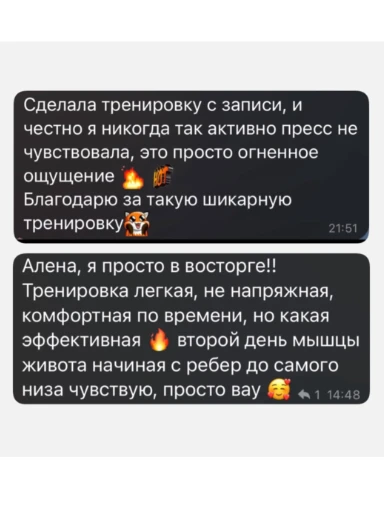 Сделала тренировку с записи, и
честно я никогда так активно пресс не
чувствовала, это просто огненное
ощущение 🔥
Благодарю за такую шикарную
тренировку
21:51
Алена, я просто в восторге!!
Тренировка легкая, не напряжная,
комфортная по времени, но какая
эффективная 🔥 второй день мышцы
живота начиная с ребер до самого
низа чувствую, просто вау 🥰 1 14:48